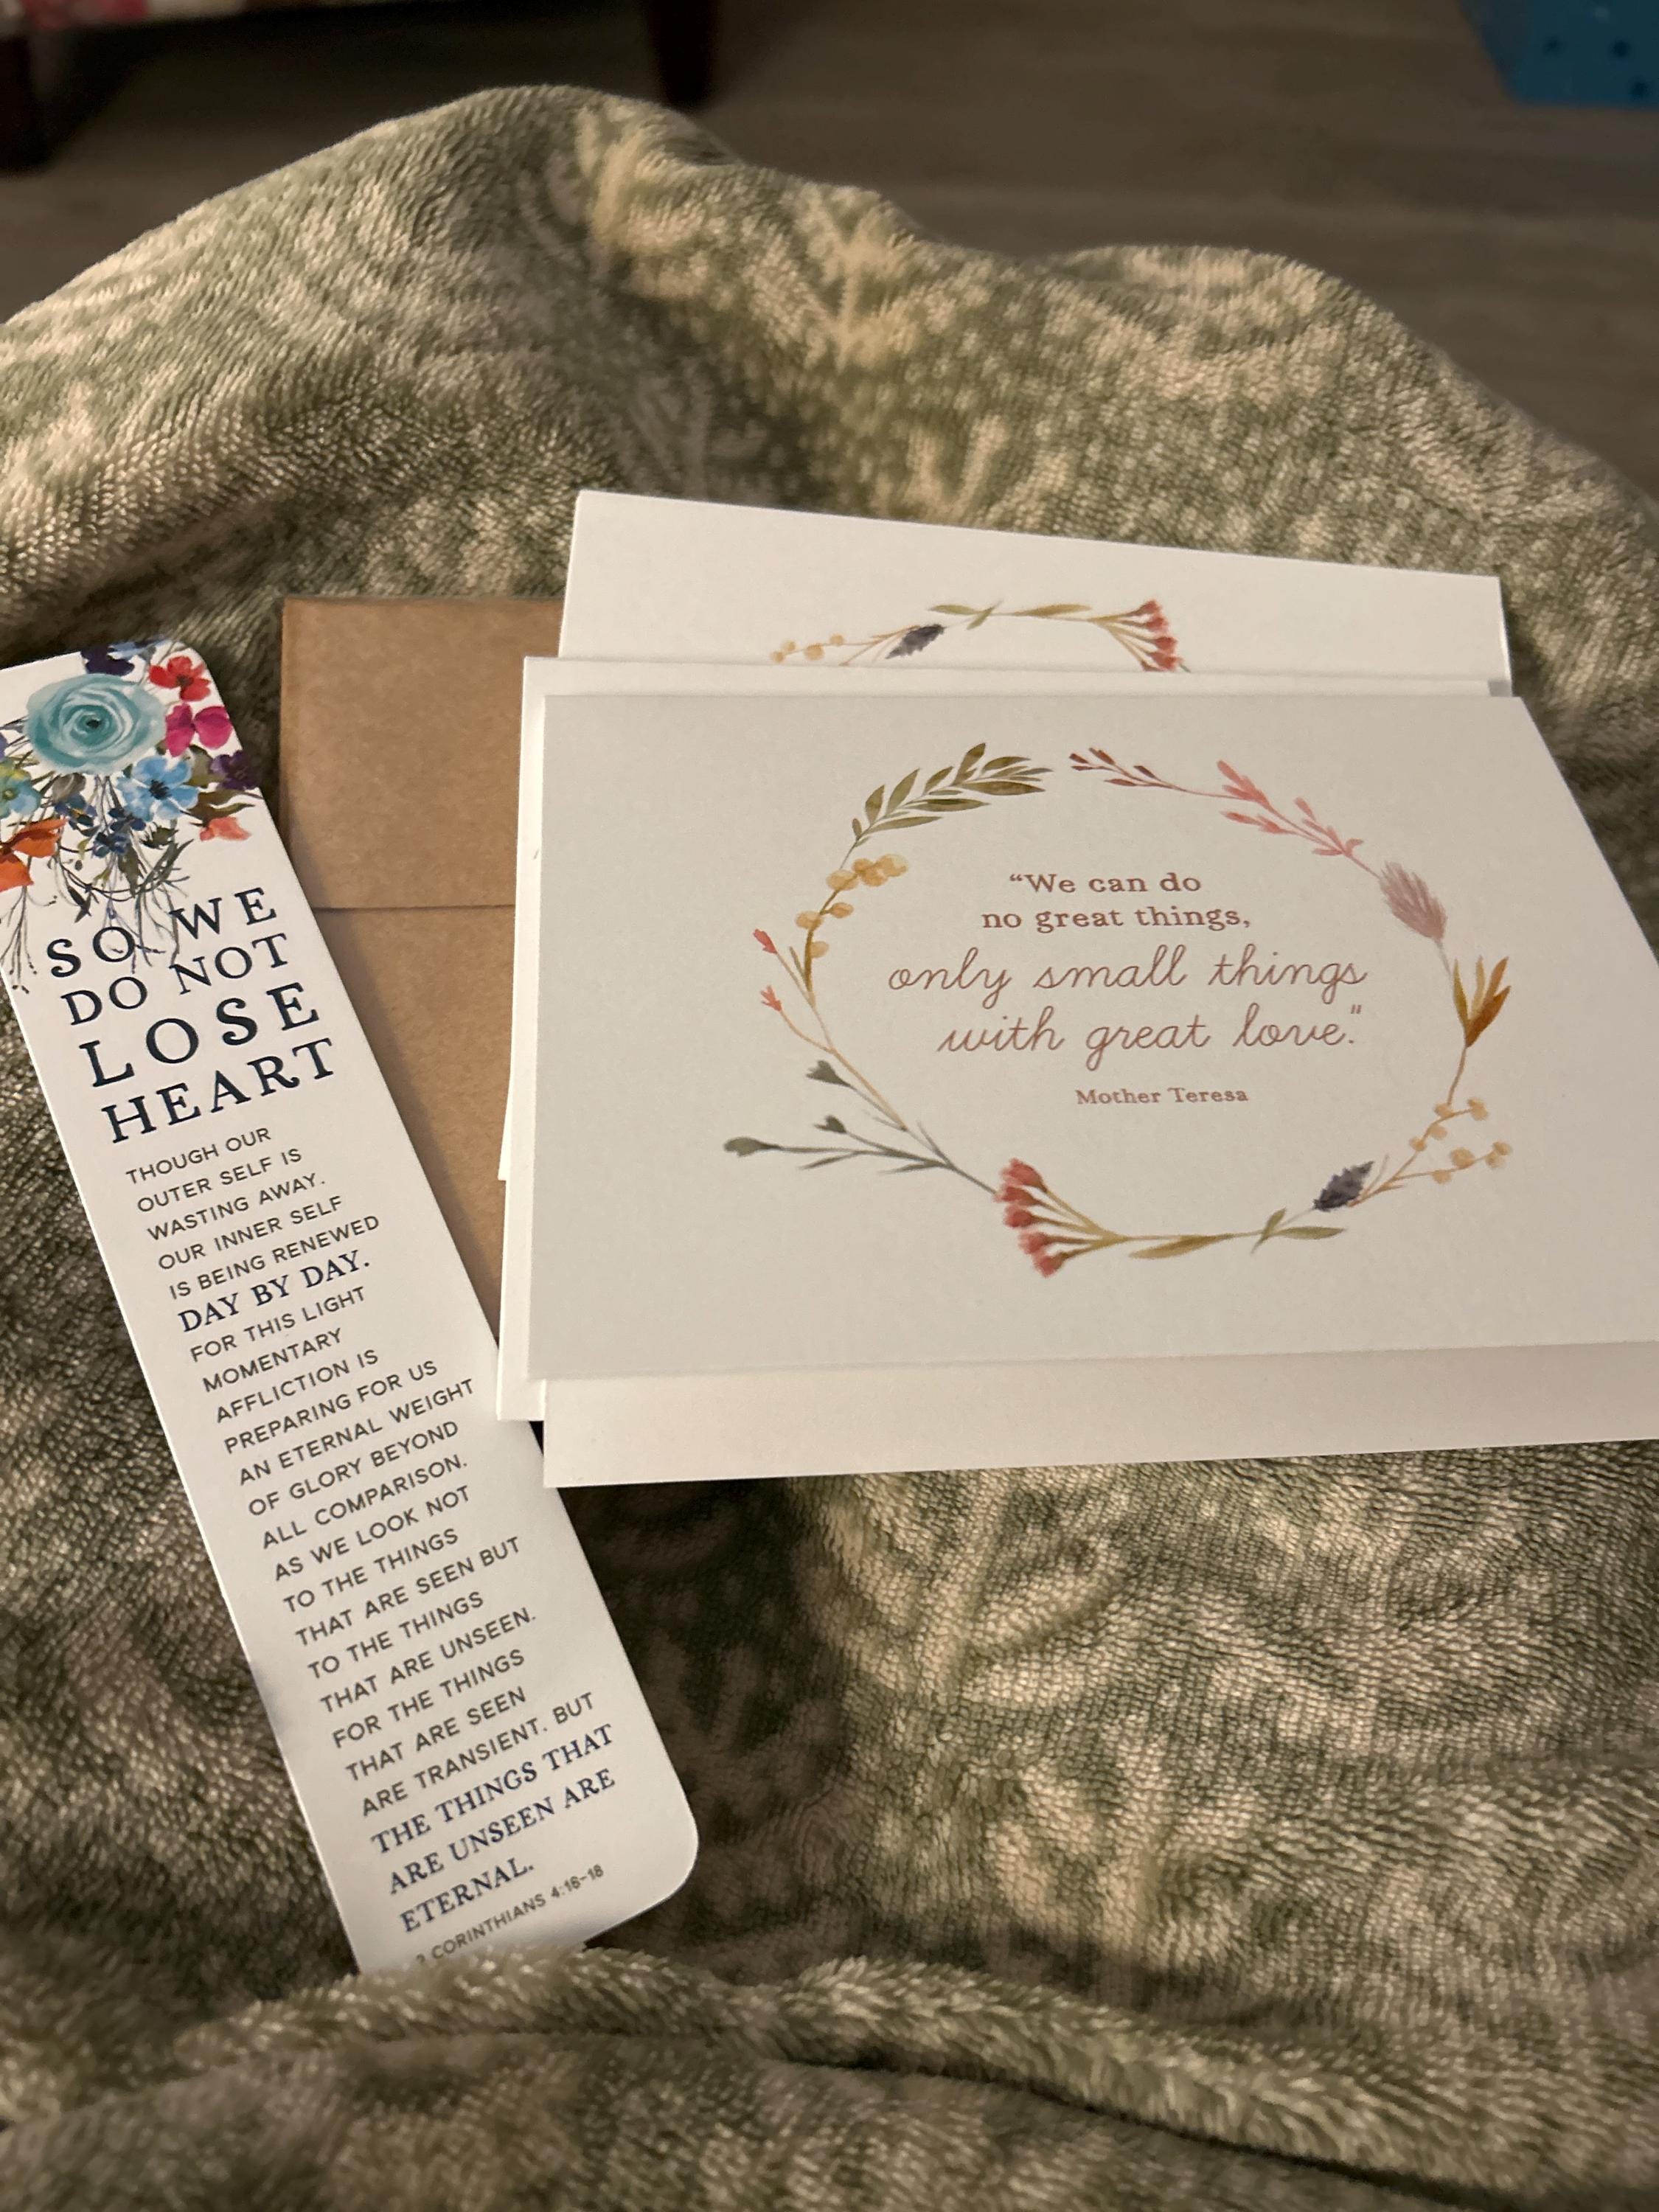 SO WE
DO NOT
LOSE
HEART
THOUGH OUR
OUTER SELF IS
WASTING AWAY.
OUR INNER SELF
IS BEING RENEWED
DAY BY DAY.
FOR THIS LIGHT
MOMENTARY
AFFLICTION IS
PREPARING FOR US
AN ETERNAL WEIGHT
OF GLORY BEYOND
ALL COMPARISON.
AS WE LOOK NOT
TO THE THINGS
THAT ARE SEEN BUT
TO THE THINGS
THAT ARE UNSEEN.
FOR THE THINGS
THAT ARE SEEN
ARE TRANSIENT. BUT
THE THINGS THAT
ARE UNSEEN ARE
ETERNAL.
2 CORINTHIANS 4:16-18
“We can do
no great things,
only small things
with great love."
Mother Teresa